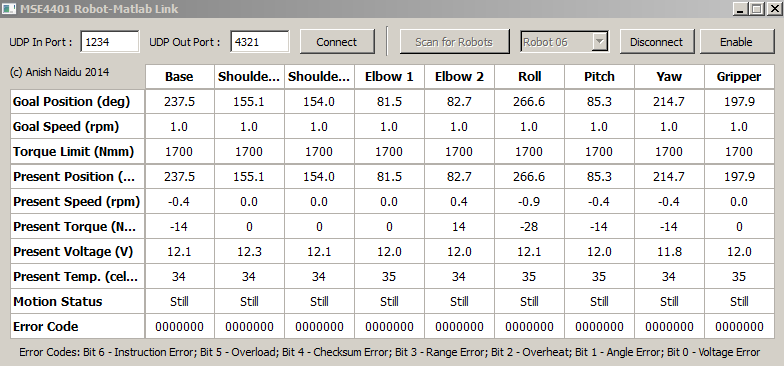 MSE4401 Robot-Matlab Link
UDP In Port : 1234 UDP Out Port : 4321 Connect Scan for Robots Robot 06 Disconnect Enable
(c) Anish Naidu 2014 Base Shoulde... Shoulde... Elbow 1 Elbow 2 Roll Pitch Yaw Gripper
Goal Position (deg) 237.5 155.1 154.0 81.5 82.7 266.6 85.3 214.7 197.9
Goal Speed (rpm) 1.0 1.0 1.0 1.0 1.0 1.0 1.0 1.0 1.0
Torque Limit (Nmm) 1700 1700 1700 1700 1700 1700 1700 1700 1700
Present Position (... 237.5 155.1 154.0 81.5 82.7 266.6 85.3 214.7 197.9
Present Speed (rpm) -0.4 0.0 0.0 0.0 0.4 -0.9 -0.4 -0.4 0.0
Present Torque (N... -14 0 0 0 14 -28 -14 -14 0
Present Voltage (V) 12.1 12.3 12.1 12.0 12.0 12.1 12.0 11.8 12.0
Present Temp. (cel... 34 34 34 35 34 35 35 34 35
Motion Status Still Still Still Still Still Still Still Still Still
Error Code 0000000 0000000 0000000 0000000 0000000 0000000 0000000 0000000 0000000
Error Codes: Bit 6 - Instruction Error; Bit 5 - Overload; Bit 4 - Checksum Error; Bit 3 - Range Error; Bit 2 - Overheat; Bit 1 - Angle Error; Bit 0 - Voltage Error